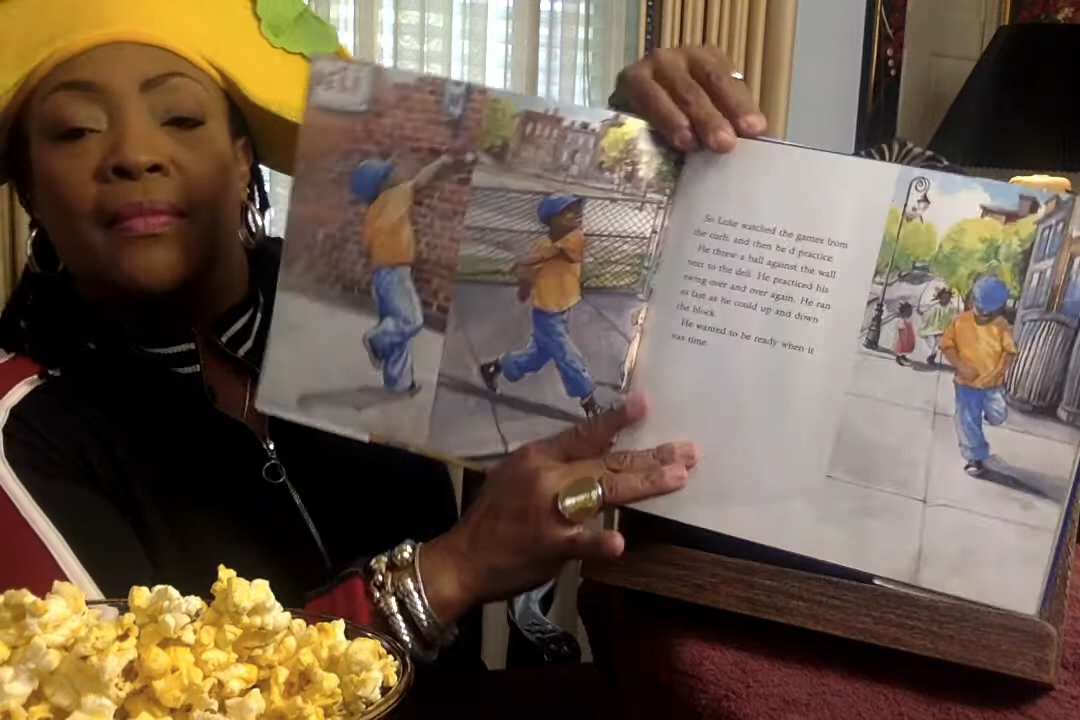 So Luke watched the games from
the curb, and then he'd practice.
He threw a ball against the wall
next to the deli. He practiced his
swing over and over again. He ran
as fast as he could up and down
the block.
He wanted to be ready when it
was time.